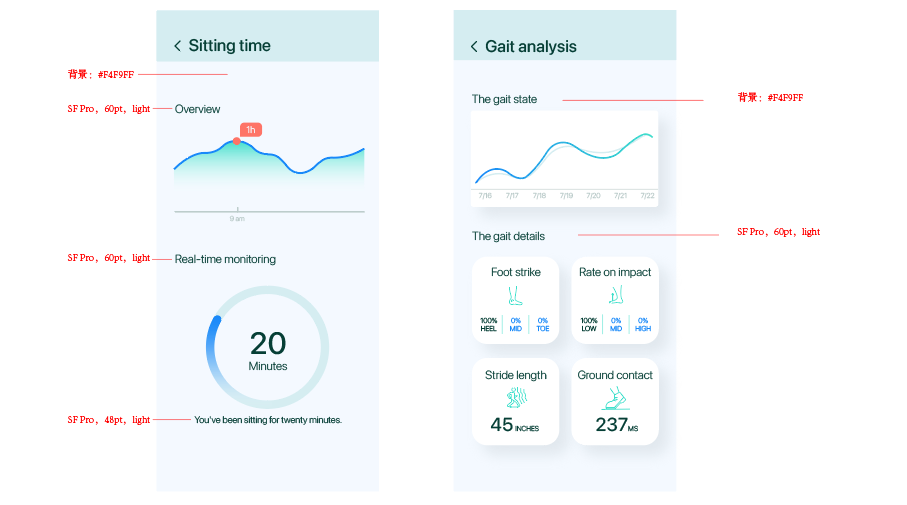 Sitting time
背景：#F4F9FF
SF Pro，60pt，light
Overview
1h
9 am
SF Pro，60pt，light
Real-time monitoring
20
Minutes
SF Pro，48pt，light
You've been sitting for twenty minutes.
Gait analysis
The gait state
背景：#F4F9FF
7/16 7/17 7/18 7/19 7/20 7/21 7/22
The gait details
SF Pro，60pt，light
Foot strike
100% 0% 0%
HEEL MID TOE
Rate on impact
100% 0% 0%
LOW MID HIGH
Stride length
45 INCHES
Ground contact
237 MS